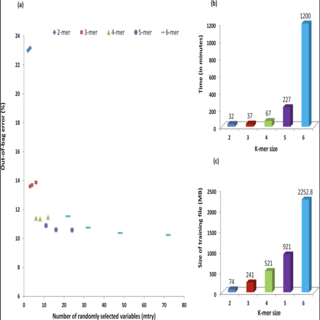 (a)
2-mer 3-mer 4-mer 5-mer 6-mer
24
22
20
18
16
14
12
10
8
6
4
2
0
Out-of-bag error (%)
0 10 20 30 40 50 60 70 80
Number of randomly selected variables (mtry)
(b)
Time (in minutes)
1200
1000
800
600
400
200
0
32 37 67 227 1200
2 3 4 5 6
K-mer size
(c)
Size of training file (MB)
2500
2000
1500
1000
500
0
74 241 521 921 2252.8
2 3 4 5 6
K-mer size